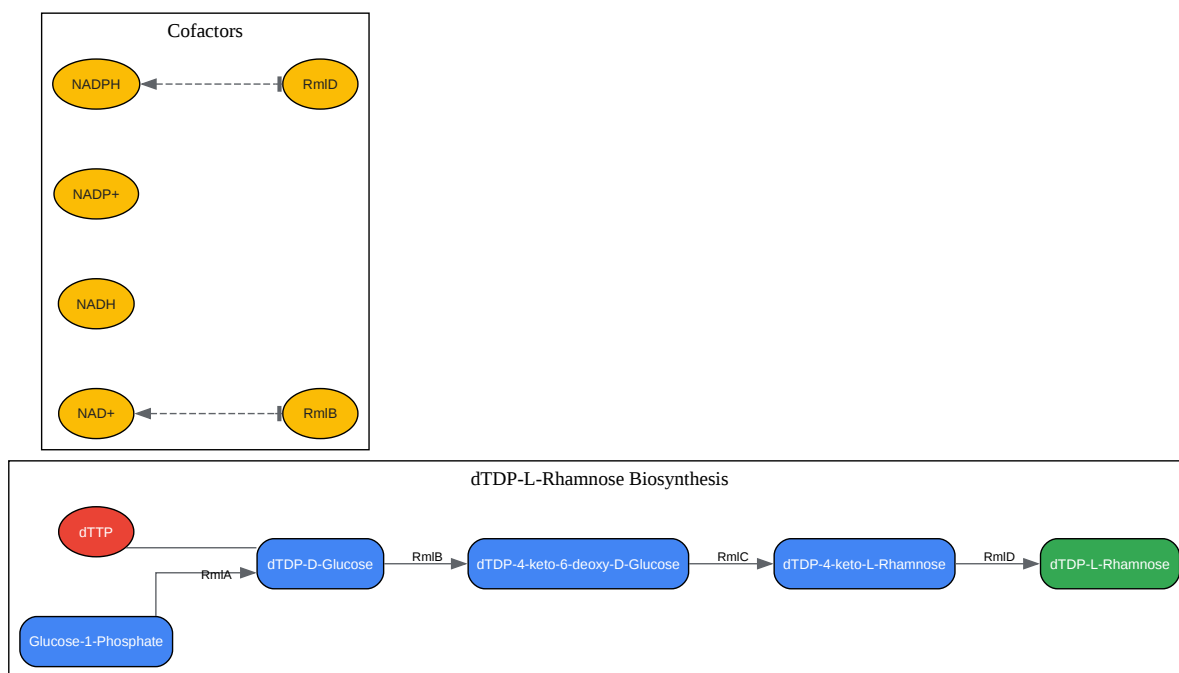 Cofactors
NADPH
RmlD
NADP+
NADH
NAD+
RmlB
dTDP-L-Rhamnose Biosynthesis
dTTP
RmlA
dTDP-D-Glucose
RmlB
dTDP-4-keto-6-deoxy-D-Glucose
RmlC
dTDP-4-keto-L-Rhamnose
RmlD
dTDP-L-Rhamnose
Glucose-1-Phosphate